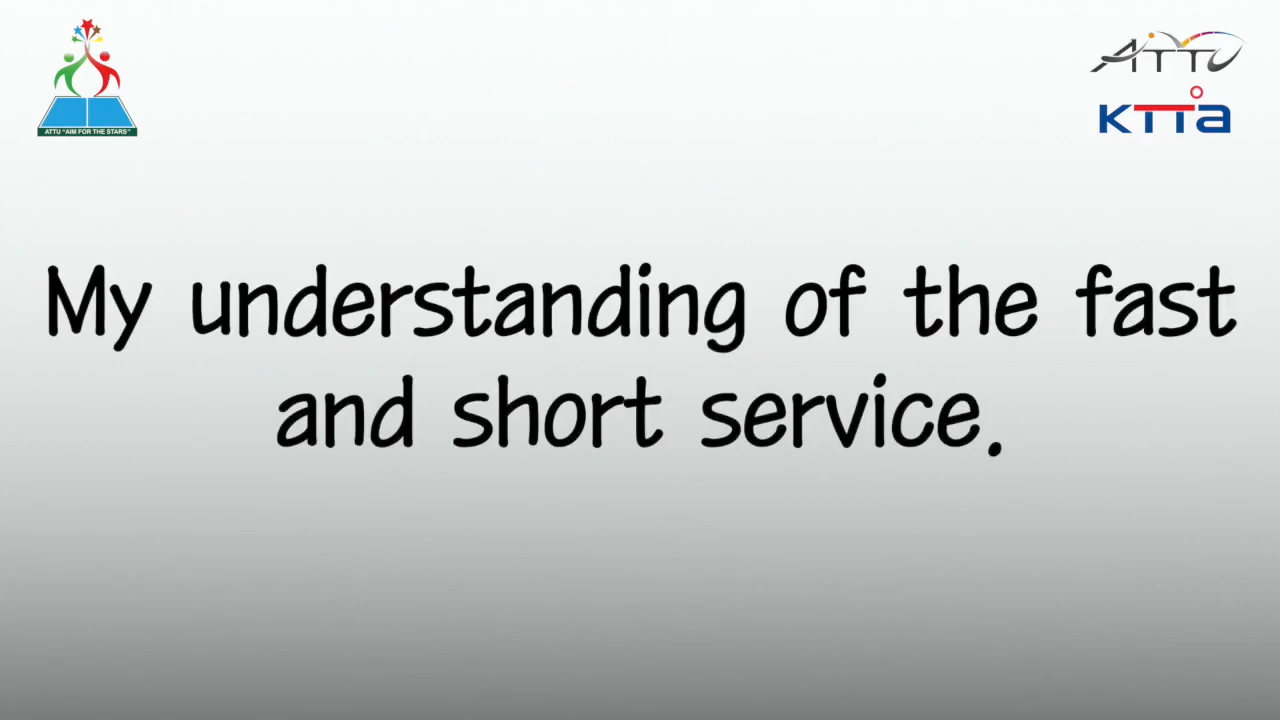 ATTU "AIM FOR THE STARS"
ATTU
KTTa
My understanding of the fast
and short service.